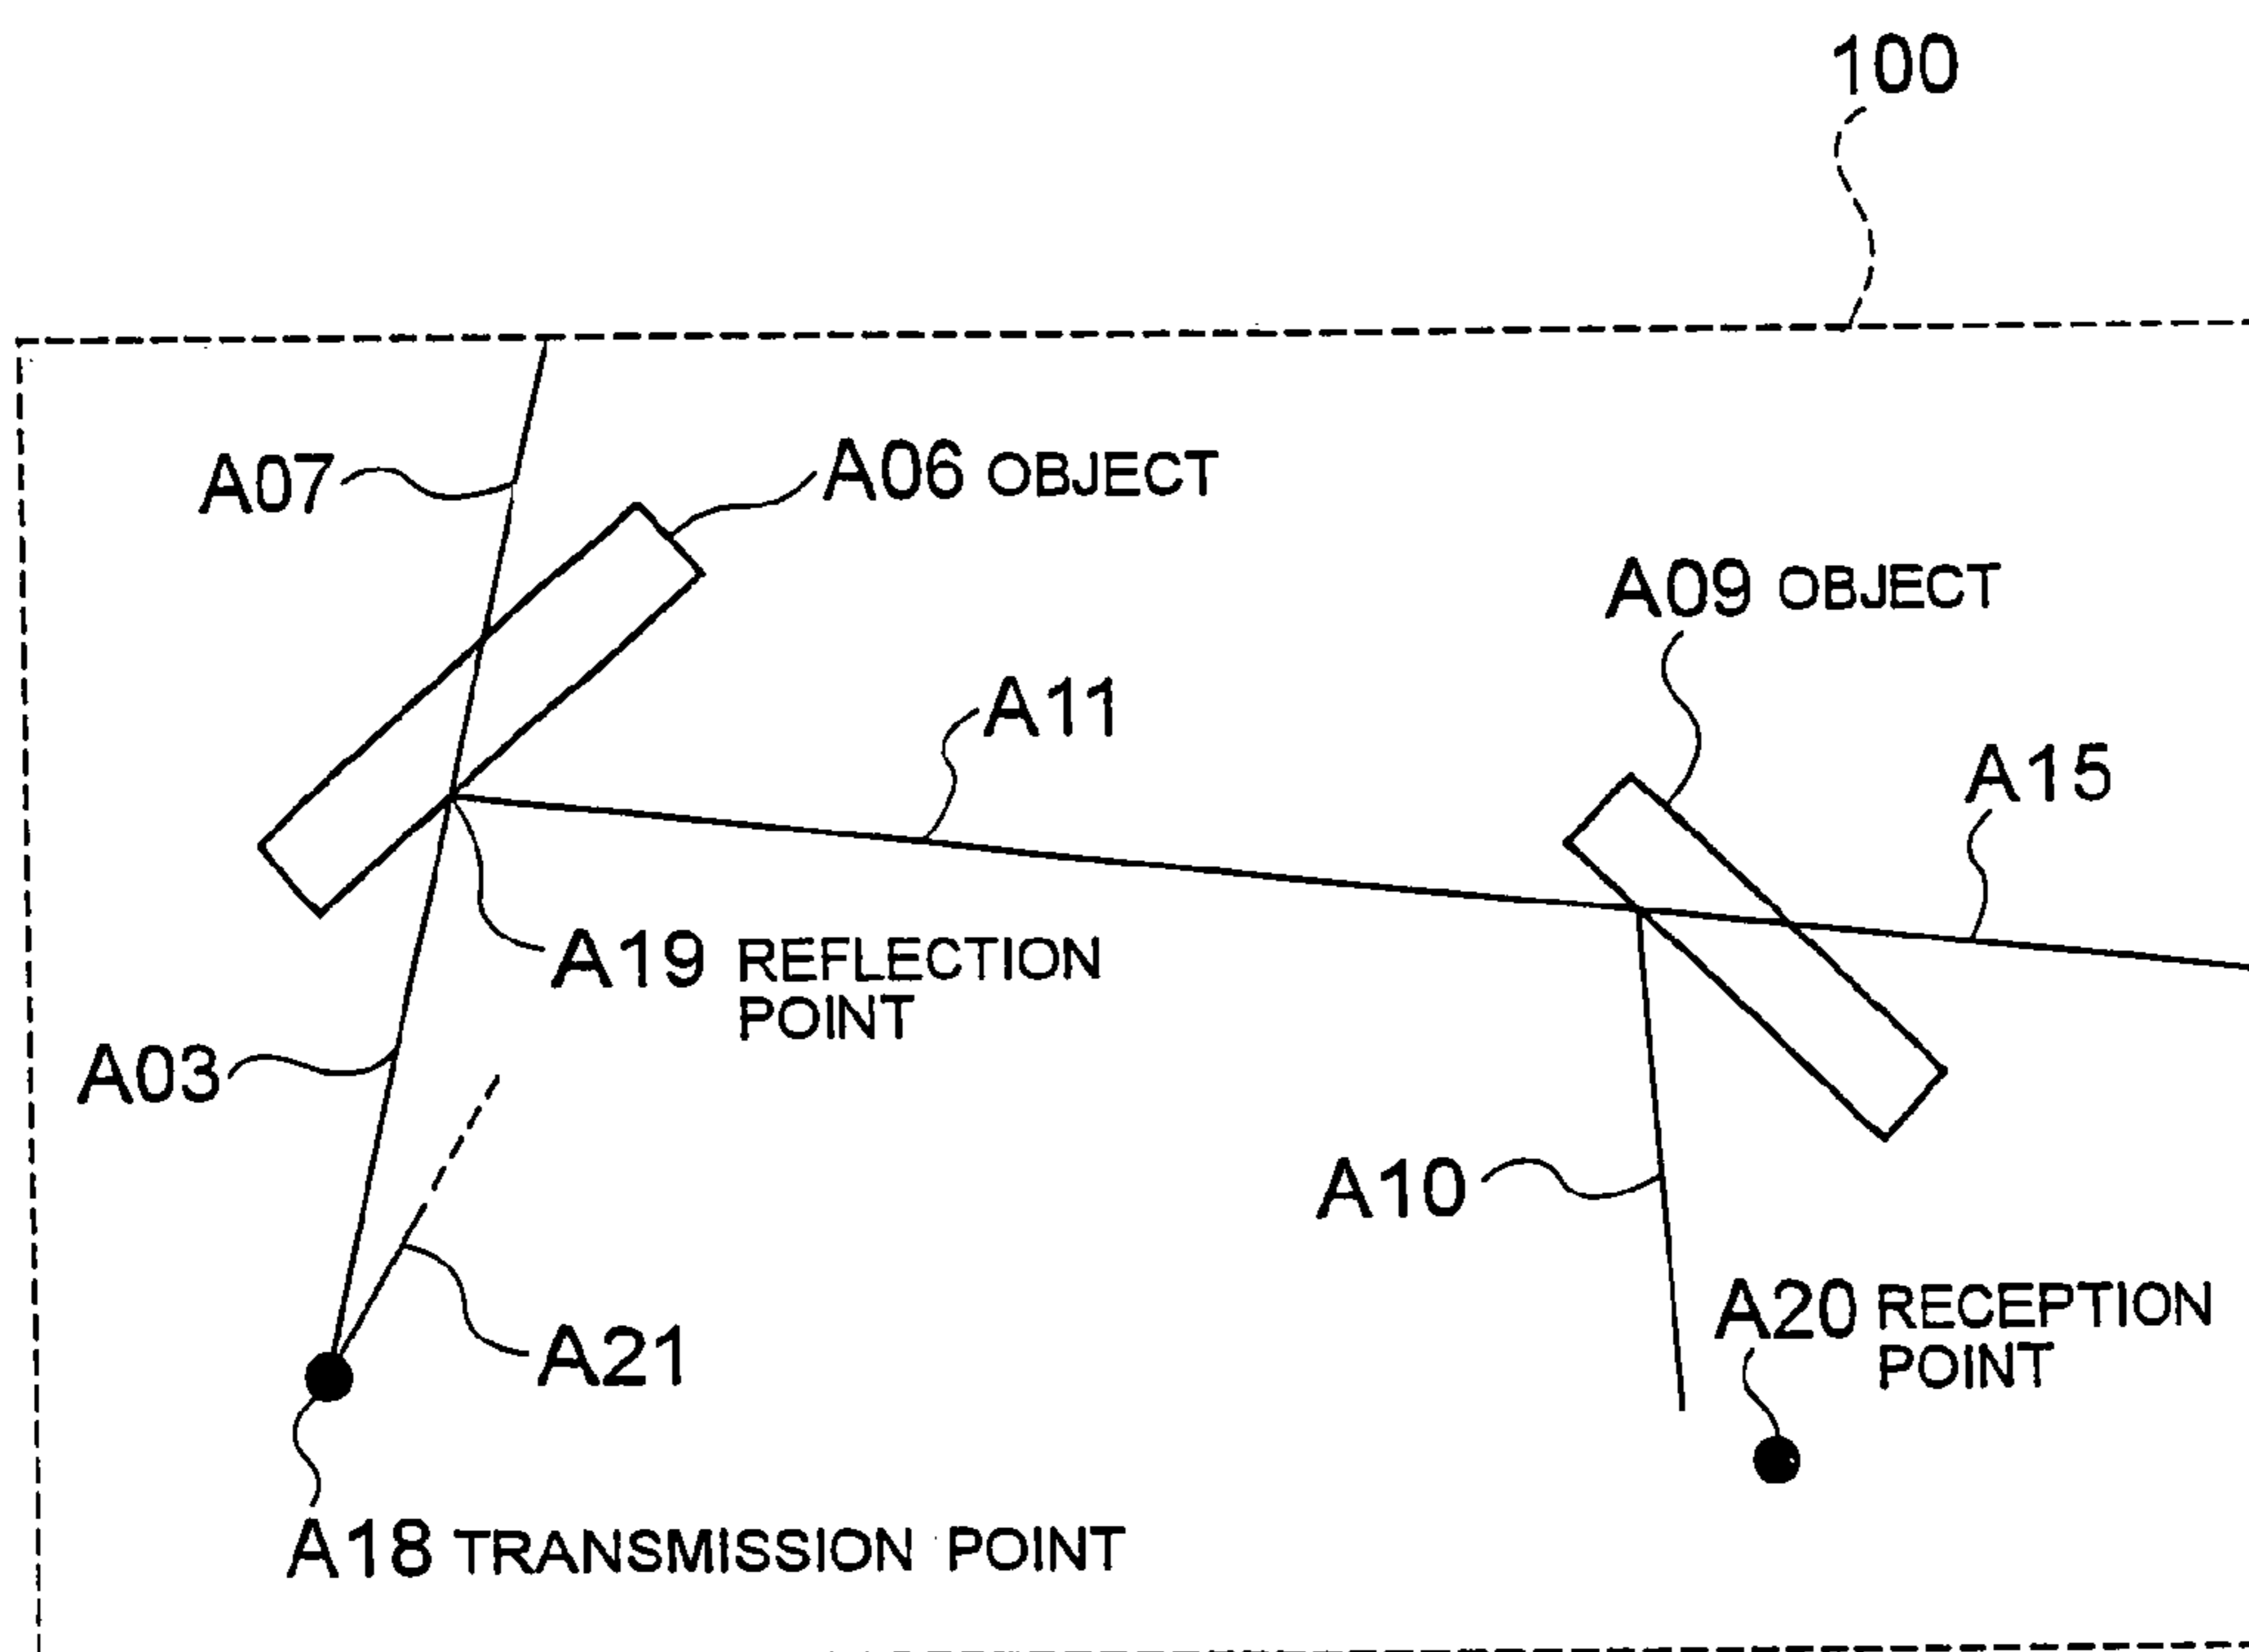 100
A07
A06 OBJECT
A09 OBJECT
A11
A15
A19 REFLECTION
POINT
A03
A10
A21
A20 RECEPTION
POINT
A18 TRANSMISSION POINT